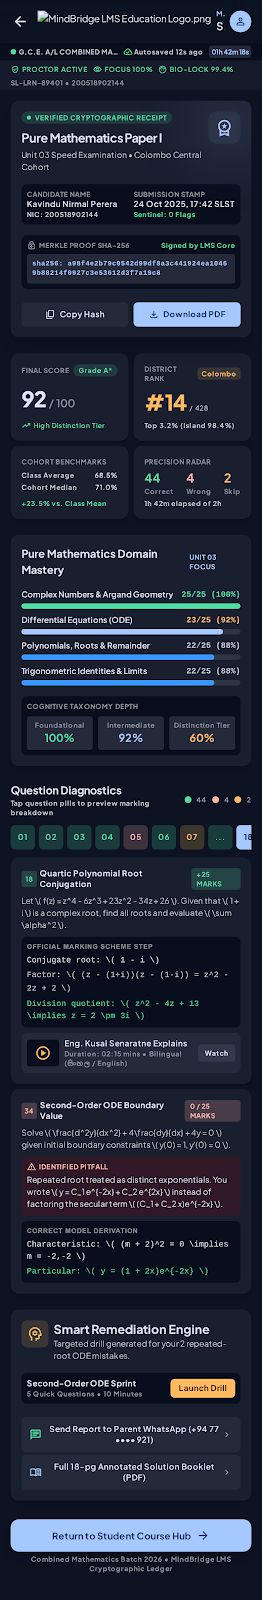 MindBridge LMS Education Logo.png
M.
S
G.C.E. A/L COMBINED MA... Autosaved 12s ago 01h 42m 18s
PROCTOR ACTIVE FOCUS 100% BIO-LOCK 99.4%
SL-LRN-89401 • 200518902144
VERIFIED CRYPTOGRAPHIC RECEIPT
Pure Mathematics Paper I
Unit 03 Speed Examination • Colombo Central
Cohort
CANDIDATE NAME
Kavindu Nirmal Perera
NIC: 200518902144
SUBMISSION STAMP
24 Oct 2025, 17:42 SLST
Sentinel: 0 Flags
MERKLE PROOF SHA-256 Signed by LMS Core
sha256: a98f4e2b79c0542d99df8a3c441924ea1046
9b88214f0927c3e53612d3f7a19c8
Copy Hash
Download PDF
FINAL SCORE Grade A*
92 / 100
High Distinction Tier
DISTRICT
RANK
Colombo
#14 / 428
Top 3.2% (Island 98.4%)
COHORT BENCHMARKS
Class Average 68.5%
Cohort Median 71.0%
+23.5% vs. Class Mean
PRECISION RADAR
44 4 2
Correct Wrong Skip
1h 42m elapsed of 2h
Pure Mathematics Domain
Mastery
UNIT 03
FOCUS
Complex Numbers & Argand Geometry 25/25 (100%)
Differential Equations (ODE) 23/25 (92%)
Polynomials, Roots & Remainder 22/25 (88%)
Trigonometric Identities & Limits 22/25 (88%)
COGNITIVE TAXONOMY DEPTH
Foundational Intermediate Distinction Tier
100% 92% 60%
Question Diagnostics
Tap question pills to preview marking
breakdown
44 4 2
01 02 03 04 05 06 07 ... 18
18
Quartic Polynomial Root
Conjugation
+25
MARKS
Let \( f(z) = z^4 - 6z^3 + 23z^2 - 34z + 26 \). Given that \( 1 +
i \) is a complex root, find all roots and evaluate \( \sum
\alpha^2 \).
OFFICIAL MARKING SCHEME STEP
Conjugate root: \( 1 - i \)
Factor: \( (z - (1+i))(z - (1-i)) = z^2 -
2z + 2 \)
Division quotient: \( z^2 - 4z + 13
\implies z = 2 \pm 3i \)
Eng. Kusal Senaratne Explains
Duration: 02:15 mins • Bilingual
(සිංහල / English)
Watch
34
Second-Order ODE Boundary
Value
0 / 25
MARKS
Solve \( \frac{d^2y}{dx^2} + 4\frac{dy}{dx} + 4y = 0 \)
given initial boundary constraints \( y(0) = 1, y'(0) = 0 \).
IDENTIFIED PITFALL
Repeated root treated as distinct exponentials. You
wrote \( y = C_1 e^{-2x} + C_2 e^{2x} \) instead of
factoring the secular term \( (C_1 + C_2 x)e^{-2x} \).
CORRECT MODEL DERIVATION
Characteristic: \( (m + 2)^2 = 0 \implies
m = -2,-2 \)
Particular: \( y = (1 + 2x)e^{-2x} \)
Smart Remediation Engine
Targeted drill generated for your 2 repeated-
root ODE mistakes.
Second-Order ODE Sprint
5 Quick Questions • 10 Minutes
Launch Drill
Send Report to Parent WhatsApp (+94 77
•••• 921)
Full 18-pg Annotated Solution Booklet
(PDF)
Return to Student Course Hub
Combined Mathematics Batch 2026 • MindBridge LMS
Cryptographic Ledger